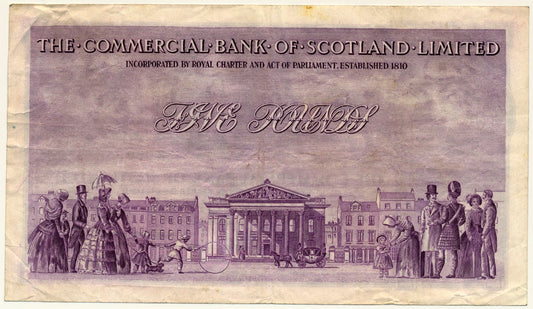 THE·COMMERCIAL·BANK·OF·SCOTLAND·LIMITED
INCORPORATED BY ROYAL CHARTER AND ACT OF PARLIAMENT, ESTABLISHED 1810
FIVE POUNDS